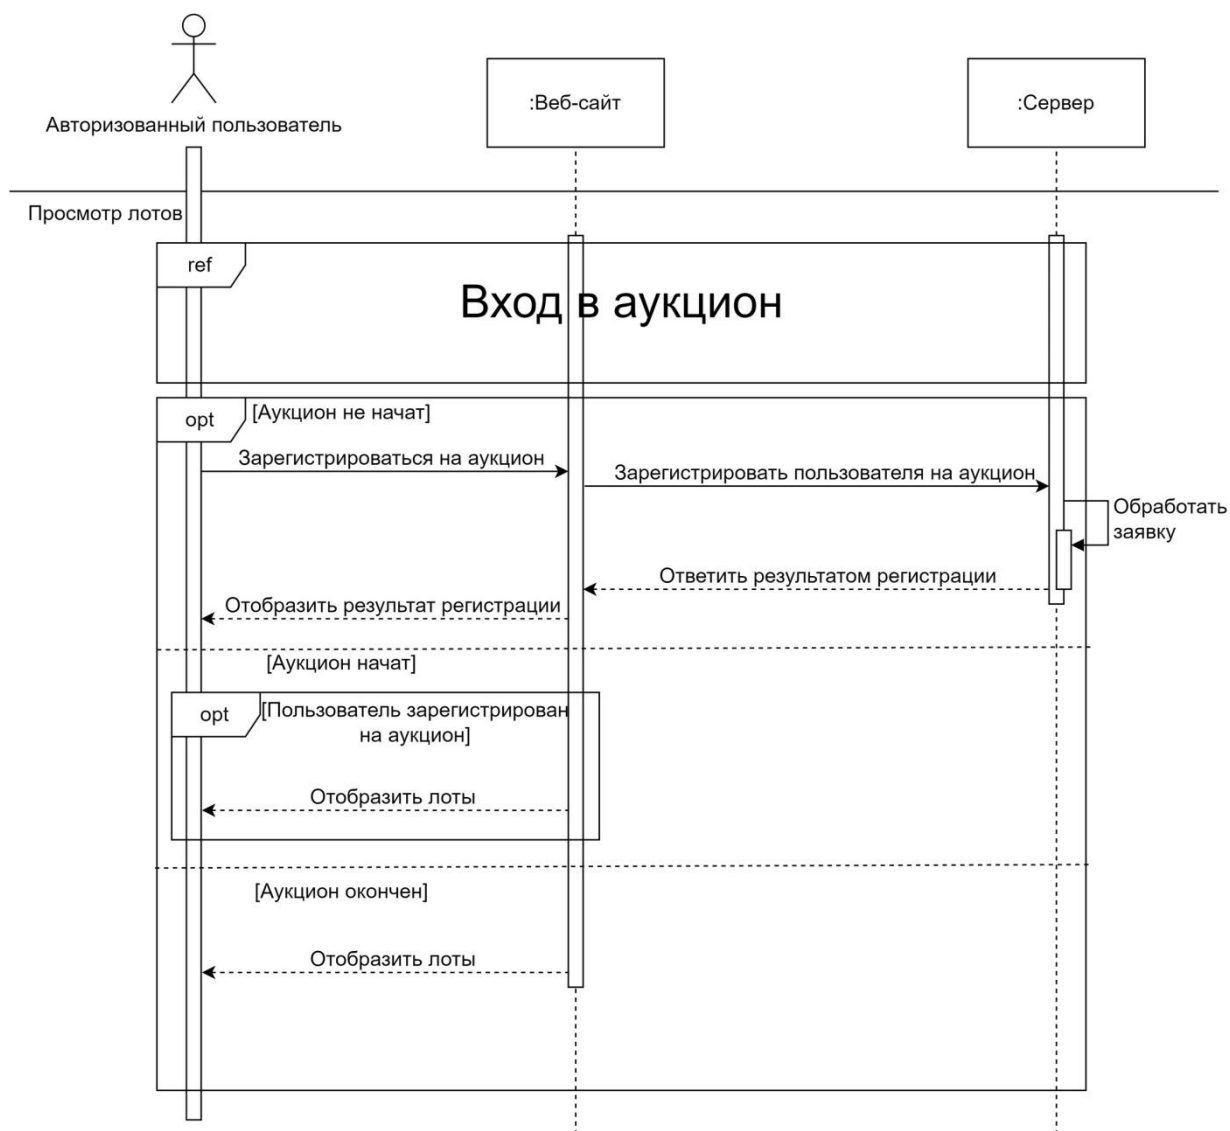 Авторизованный пользователь
:Веб-сайт
:Сервер
Просмотр лотов
ref
Вход в аукцион
opt
[Аукцион не начат]
Зарегистрироваться на аукцион
Зарегистрировать пользователя на аукцион
Обработать
заявку
Ответить результатом регистрации
Отобразить результат регистрации
[Аукцион начат]
opt
[Пользователь зарегистрирован
на аукцион]
Отобразить лоты
[Аукцион окончен]
Отобразить лоты